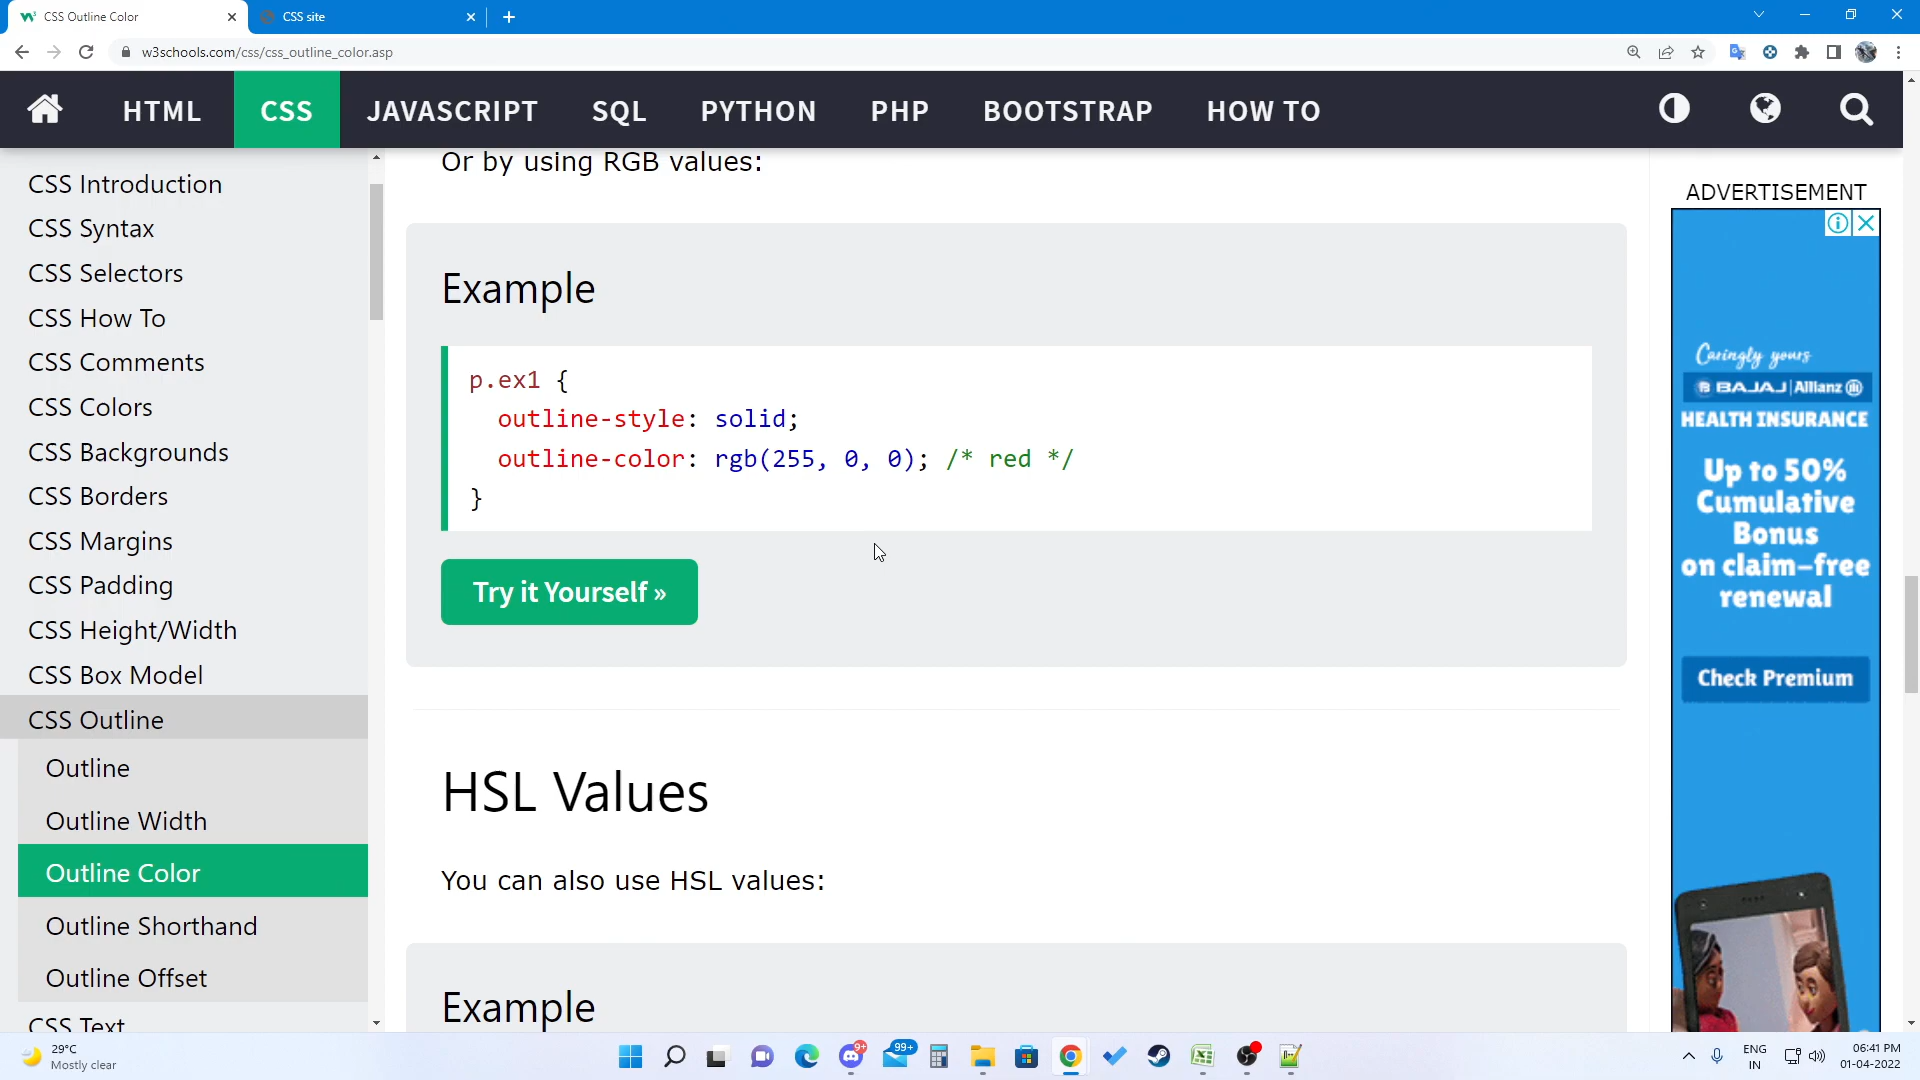 CSS Outline Color
CSS site
w3schools.com/css/css_outline_color.asp
HTML CSS JAVASCRIPT SQL PYTHON PHP BOOTSTRAP HOW TO
CSS Introduction
CSS Syntax
CSS Selectors
CSS How To
CSS Comments
CSS Colors
CSS Backgrounds
CSS Borders
CSS Margins
CSS Padding
CSS Height/Width
CSS Box Model
CSS Outline
Outline
Outline Width
Outline Color
Outline Shorthand
Outline Offset
CSS Text
Or by using RGB values:
Example
p.ex1 {
outline-style: solid;
outline-color: rgb(255, 0, 0); /* red */
}
Try it Yourself »
HSL Values
You can also use HSL values:
Example
ADVERTISEMENT
Caringly yours
BAJAJ | Allianz
HEALTH INSURANCE
Up to 50%
Cumulative
Bonus
on claim-free
renewal
Check Premium
29°C
Mostly clear
9+
99+
ENG
IN
06:41 PM
01-04-2022